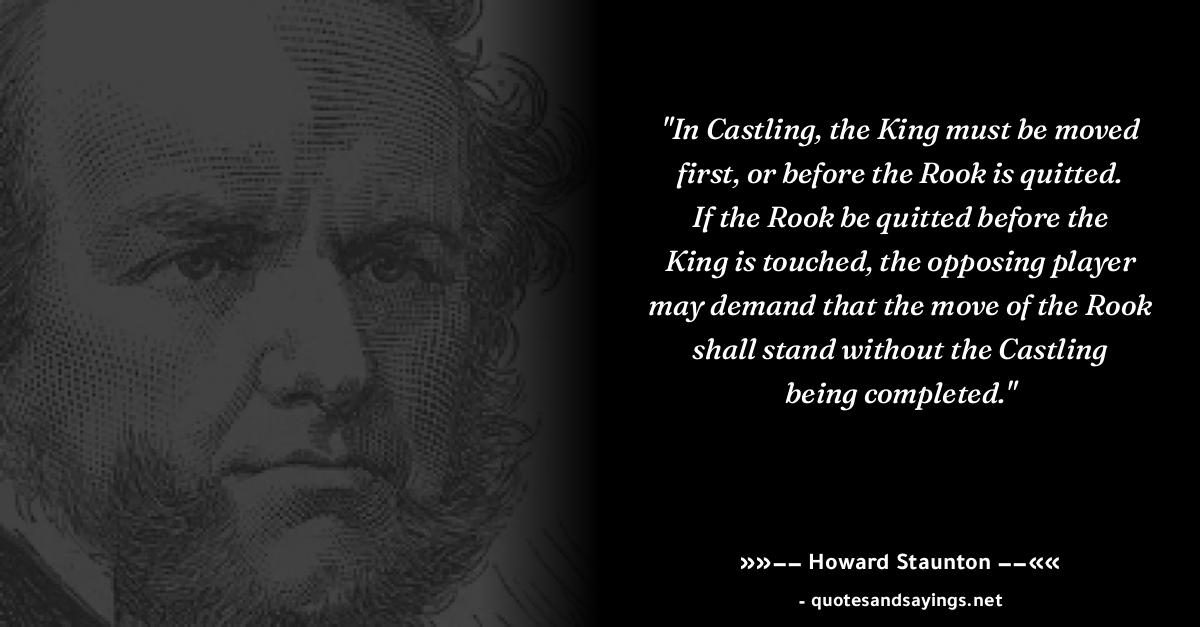 "In Castling, the King must be moved
first, or before the Rook is quitted.
If the Rook be quitted before the
King is touched, the opposing player
may demand that the move of the Rook
shall stand without the Castling
being completed."
»»–– Howard Staunton ––««
- quotesandsayings.net